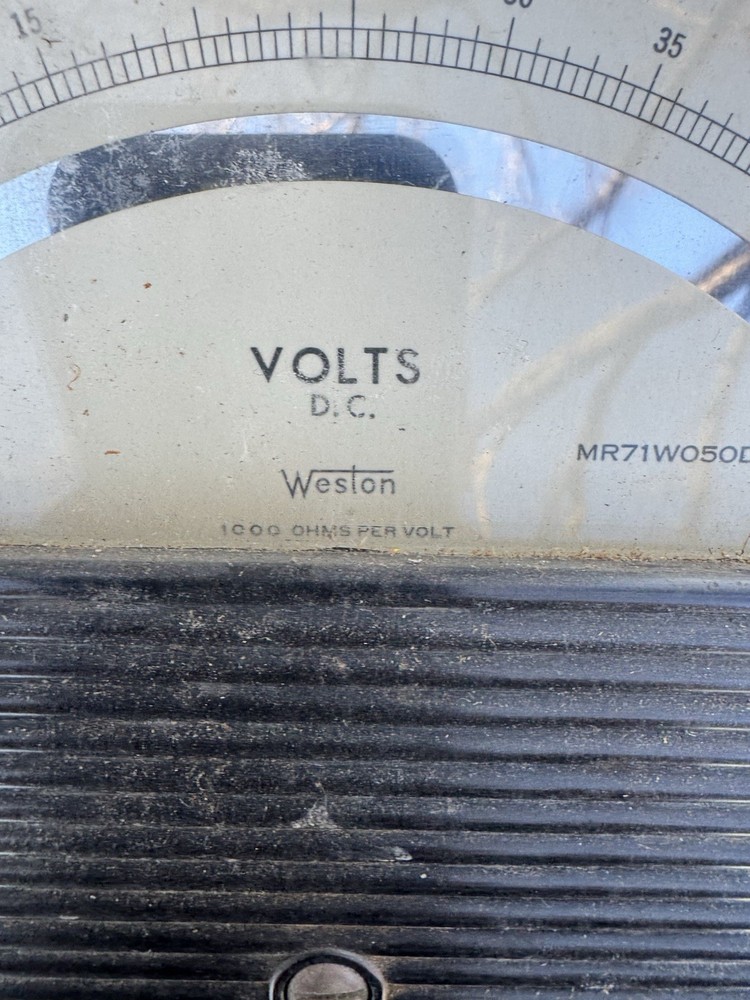 15
35
VOLTS
D.C.
Weston
MR71W050D
1000 OHMS PER VOLT